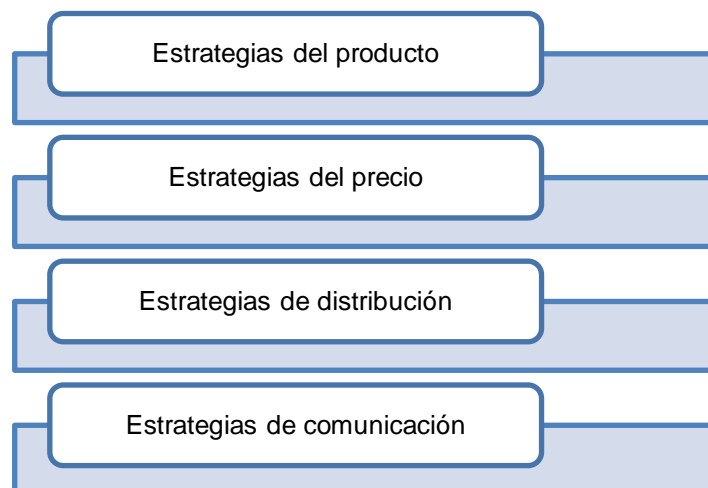 Estrategias del producto
Estrategias del precio
Estrategias de distribución
Estrategias de comunicación